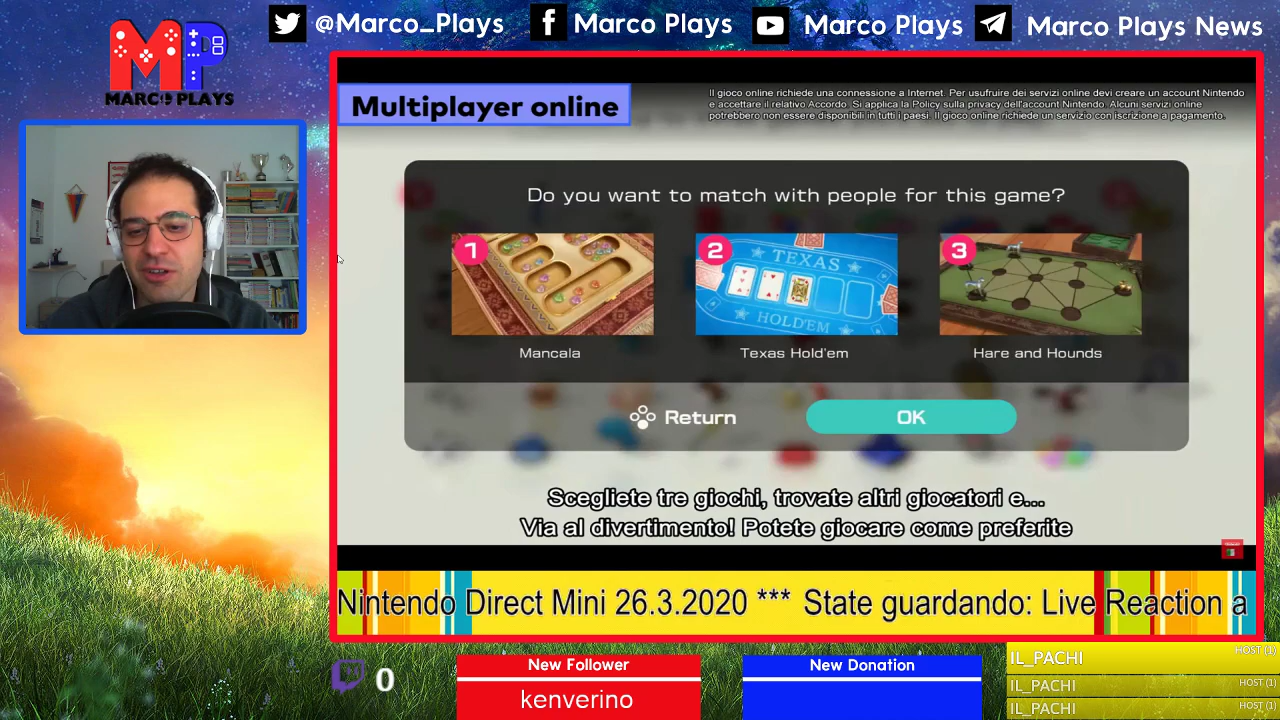 @Marco_Plays
Marco Plays
Marco Plays
Marco Plays News
MP
MARCO PLAYS
Multiplayer online
Il gioco online richiede una connessione a Internet. Per usufruire dei servizi online devi creare un account Nintendo
e accettare il relativo Accordo. Si applica la Policy sulla privacy dell'account Nintendo. Alcuni servizi online
potrebbero non essere disponibili in tutti i paesi. Il gioco online richiede un servizio con iscrizione a pagamento.
Do you want to match with people for this game?
1
2
3
TEXAS
HOLD'EM
Mancala
Texas Hold'em
Hare and Hounds
Return
OK
Scegliete tre giochi, trovate altri giocatori e...
Via al divertimento! Potete giocare come preferite
Nintendo Direct Mini 26.3.2020 *** State guardando: Live Reaction a
0
New Follower
kenverino
New Donation
IL_PACHI
HOST (1)
IL_PACHI
HOST (1)
IL_PACHI
HOST (1)